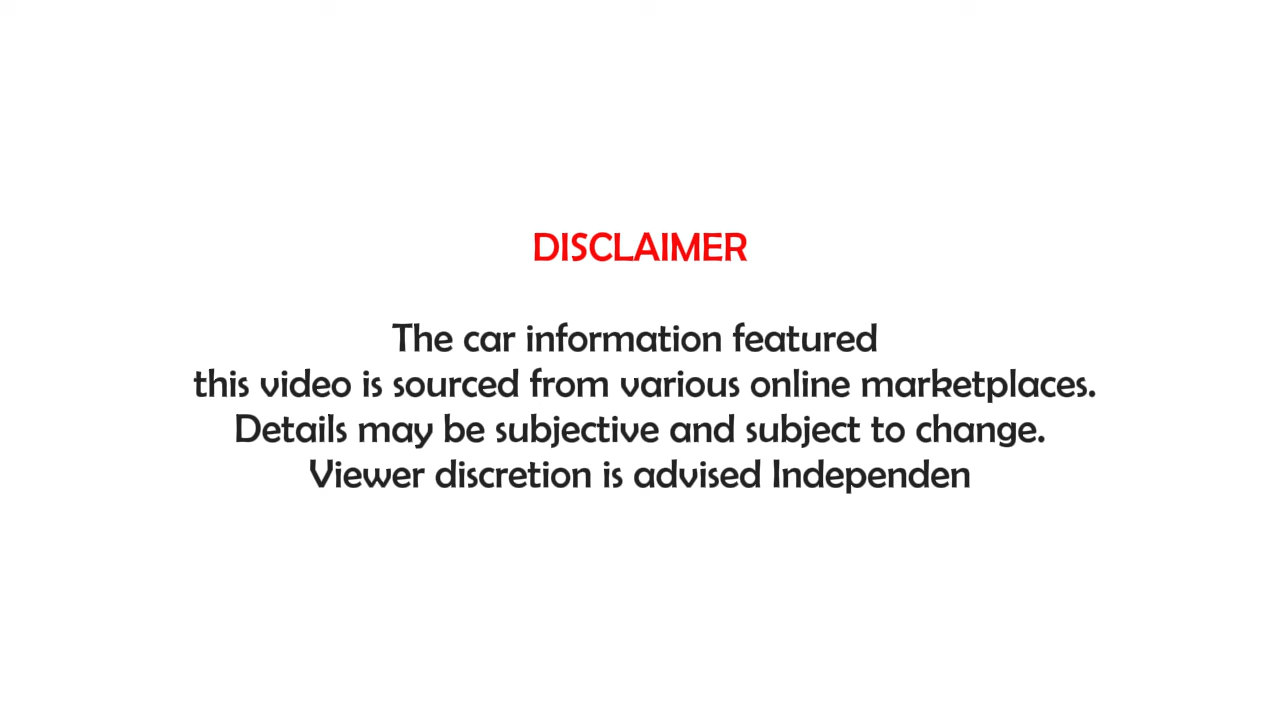 DISCLAIMER
The car information featured
this video is sourced from various online marketplaces.
Details may be subjective and subject to change.
Viewer discretion is advised Independen